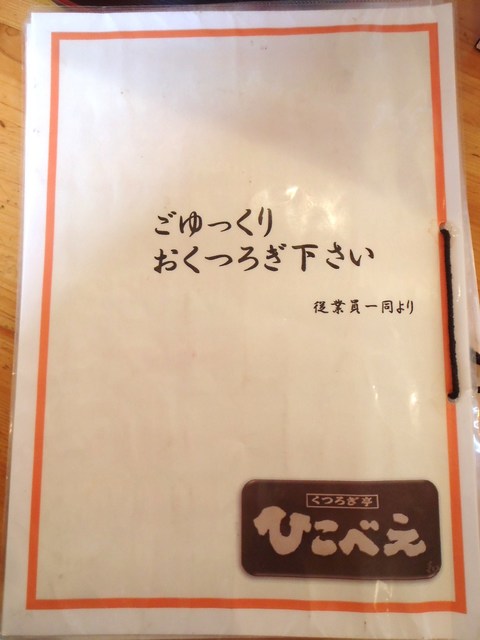 ごゆっくり
おくつろぎ下さい
従業員一同より
くつろぎ亭
ひこべえ